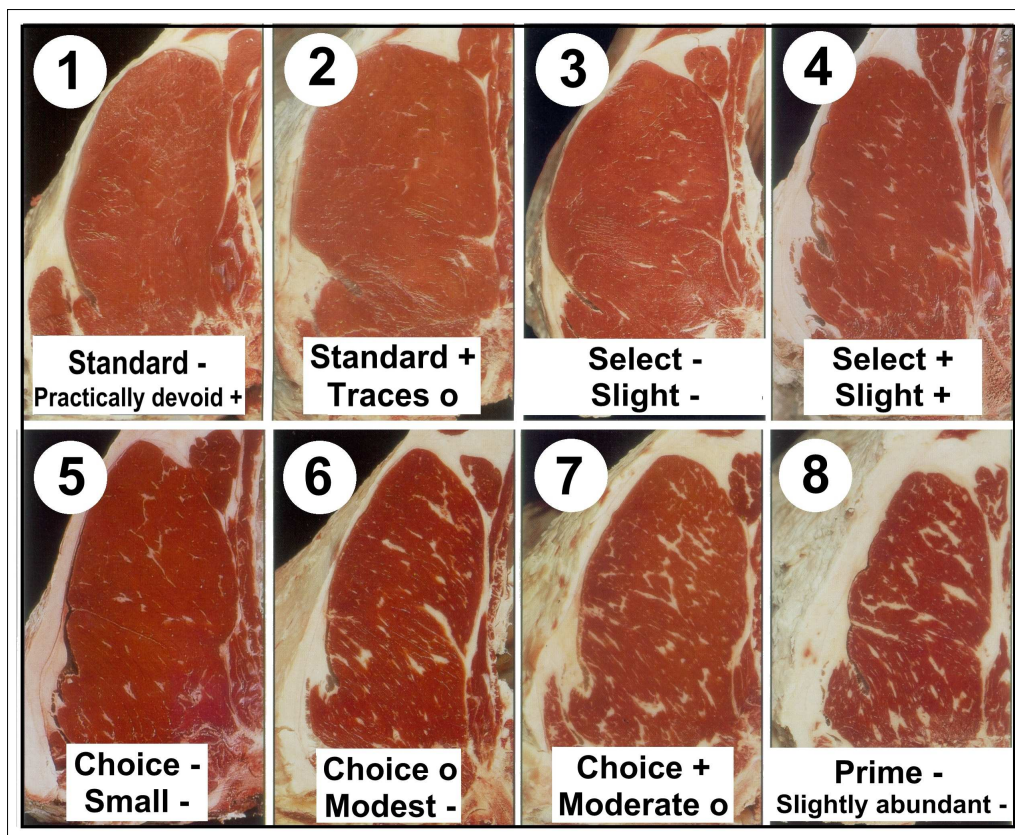 1
Standard -
Practically devoid +
2
Standard +
Traces o
3
Select -
Slight -
4
Select +
Slight +
5
Choice -
Small -
6
Choice o
Modest -
7
Choice +
Moderate o
8
Prime -
Slightly abundant -